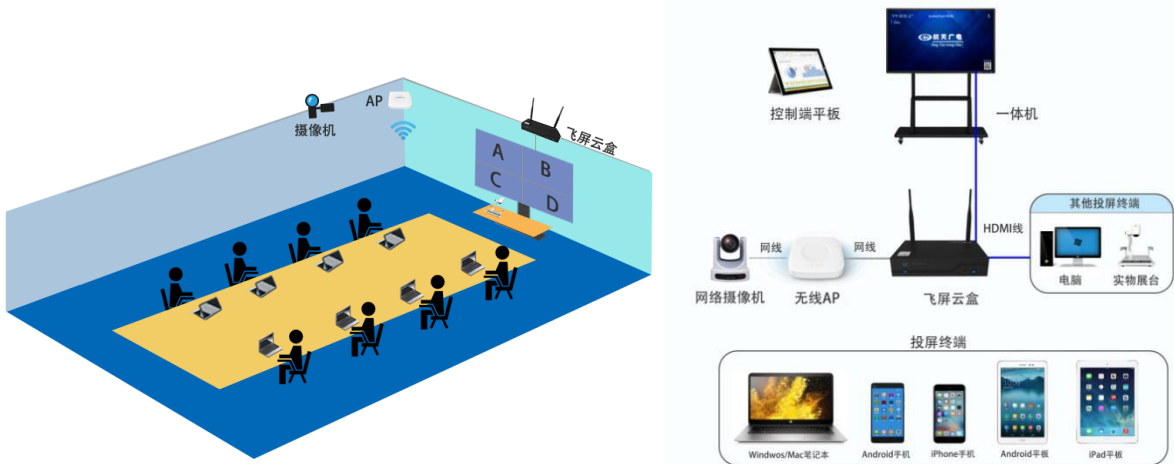 AP
摄像机
飞屏云盒
A
B
C
D
控制端平板
航天广电
一体机
其他投屏终端
HDMI线
网线
网线
电脑
实物展台
网络摄像机
无线AP
飞屏云盒
投屏终端
Windwos/Mac笔记本
Android手机
iPhone手机
Android平板
iPad平板